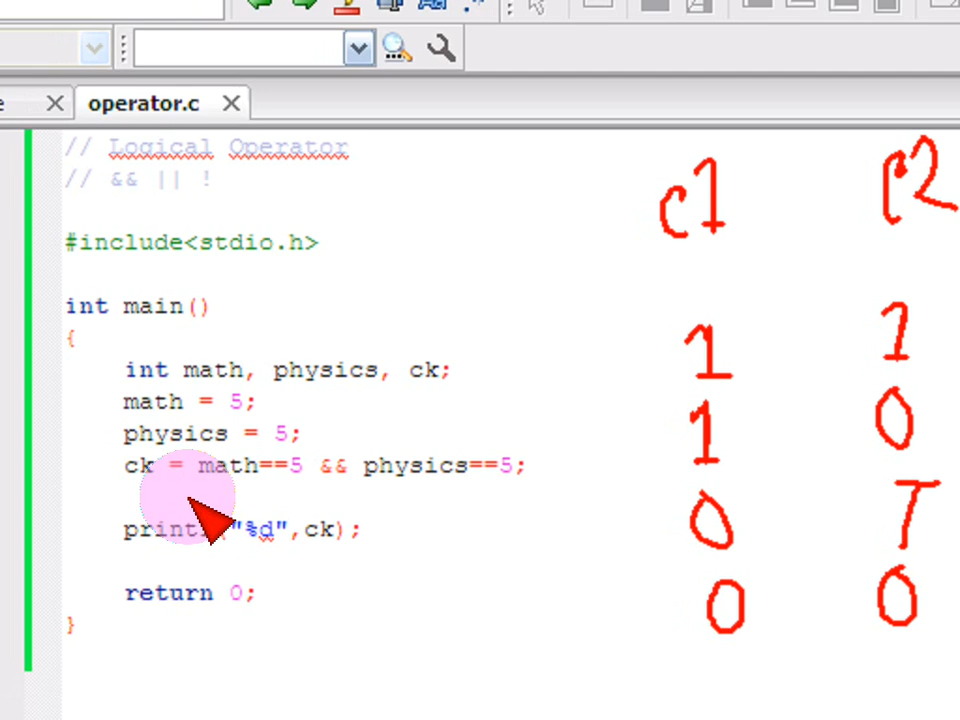 operator.c
// Logical Operator
// && || !
#include<stdio.h>
int main()
{
int math, physics, ck;
math = 5;
physics = 5;
ck = math==5 && physics==5;
printf("%d",ck);
return 0;
}
c1 c2
1 1
1 0
0 1
0 0